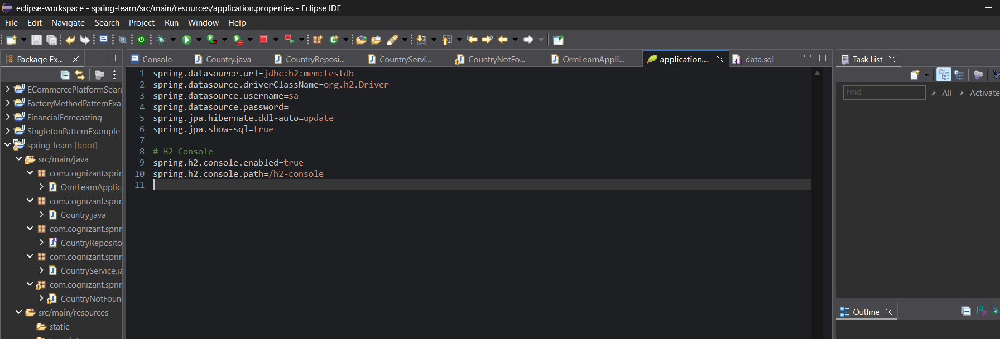 eclipse-workspace - spring-learn/src/main/resources/application.properties - Eclipse IDE
File Edit Navigate Search Project Run Window Help
Package Ex...
Console
Country.java
CountryReposi...
CountryServi...
CountryNotFo...
OrmLearnAppli...
application....
data.sql
Task List
ECommercePlatformSearc
FactoryMethodPatternExa
FinancialForecasting
SingletonPatternExample
spring-learn [boot]
src/main/java
com.cognizant.sprin
OrmLearnApplica
com.cognizant.sprin
Country.java
com.cognizant.sprin
CountryReposito
com.cognizant.sprin
CountryService.ja
com.cognizant.sprin
CountryNotFoun
src/main/resources
static
1 spring.datasource.url=jdbc:h2:mem:testdb
2 spring.datasource.driverClassName=org.h2.Driver
3 spring.datasource.username=sa
4 spring.datasource.password=
5 spring.jpa.hibernate.ddl-auto=update
6 spring.jpa.show-sql=true
7
8 # H2 Console
9 spring.h2.console.enabled=true
10 spring.h2.console.path=/h2-console
11
Find
All
Activate
Outline